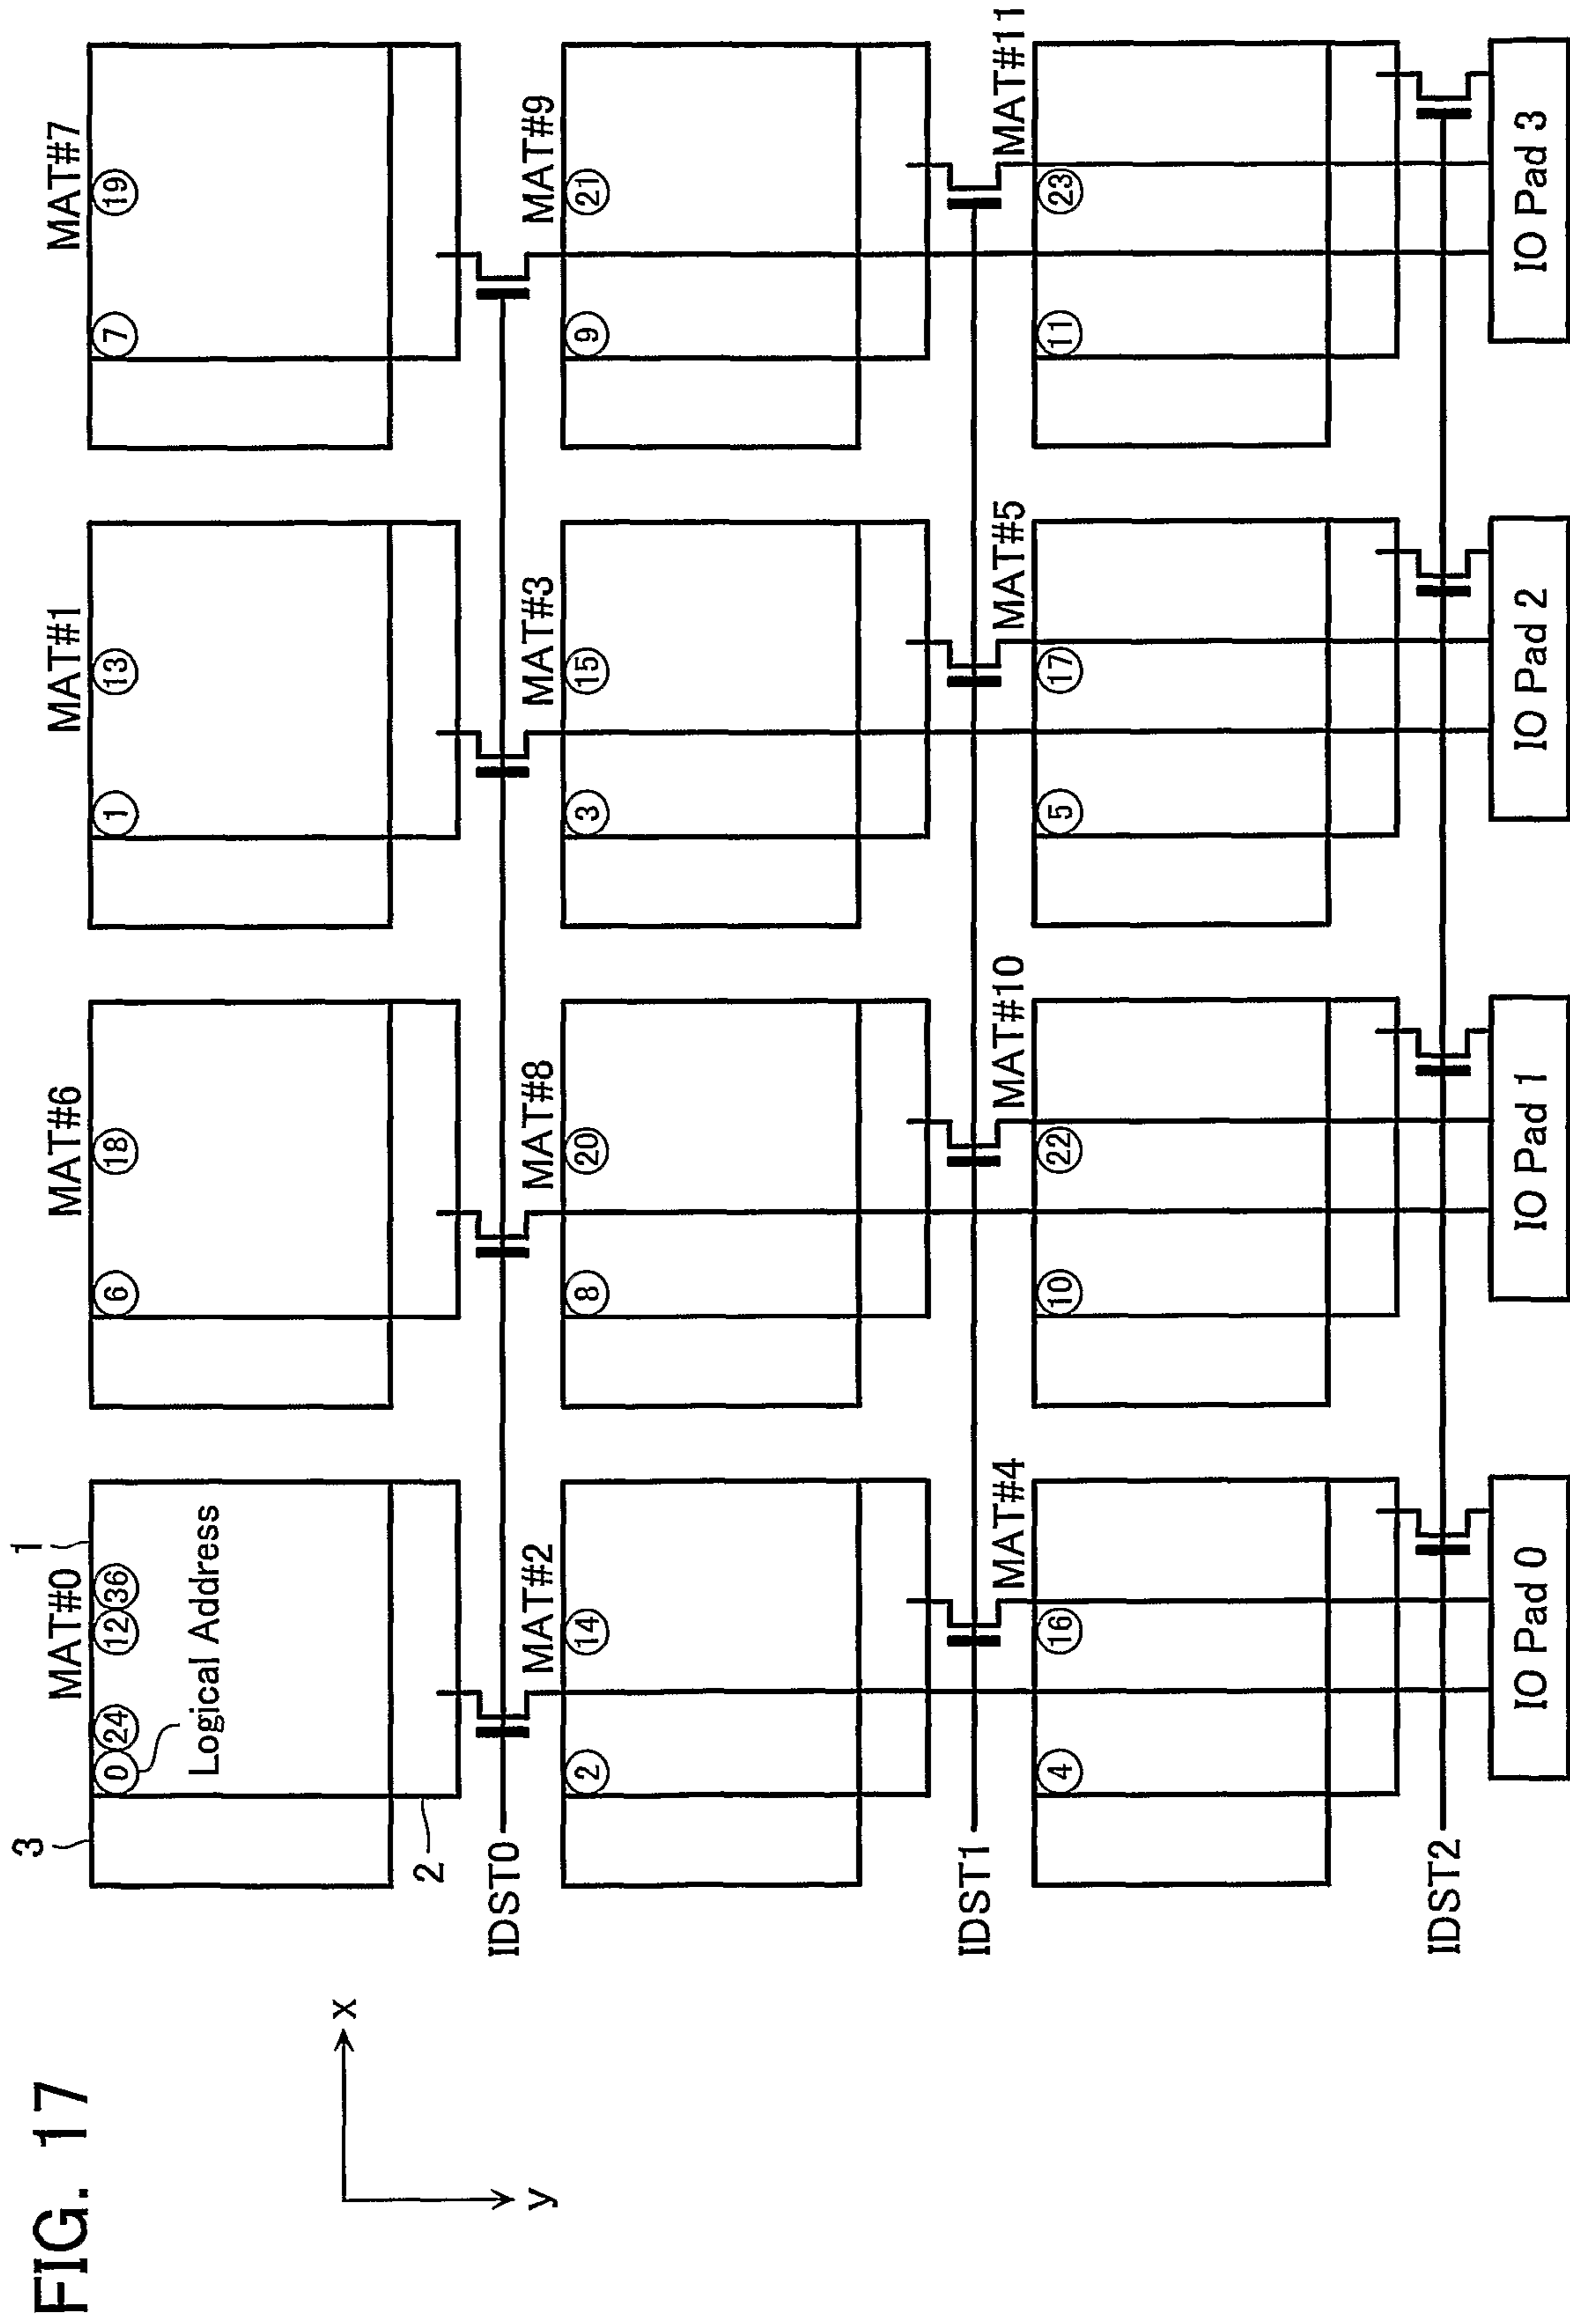 FIG. 17
3 1
MAT#0 MAT#6 MAT#1 MAT#7
0 24 12 36 6 18 1 13 7 19
Logical Address
x
2
IDST0
y
MAT#2 MAT#8 MAT#3 MAT#9
2 14 8 20 3 15 9 21
IDST1
MAT#4 MAT#10 MAT#5 MAT#11
4 16 10 22 5 17 11 23
IDST2
IO Pad 0 IO Pad 1 IO Pad 2 IO Pad 3